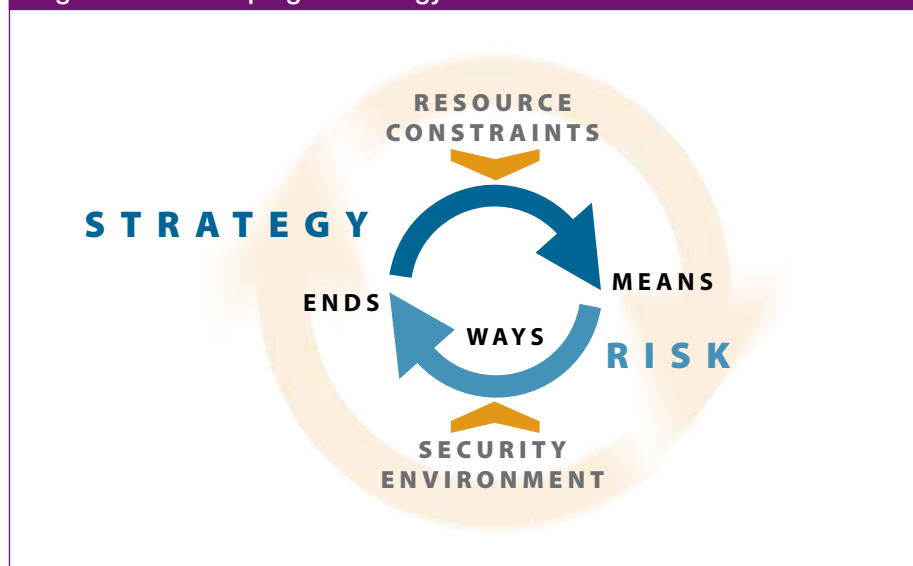 RESOURCE
CONSTRAINTS
STRATEGY
MEANS
ENDS
WAYS
RISK
SECURITY
ENVIRONMENT